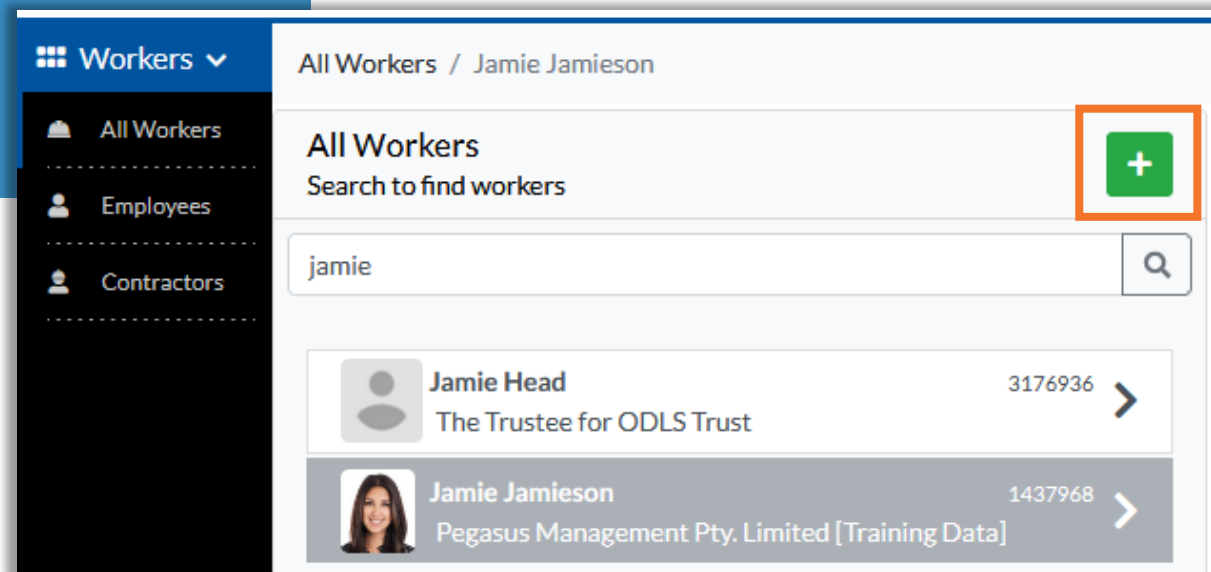 Workers
All Workers / Jamie Jamieson
All Workers
Employees
Contractors
All Workers
Search to find workers
+
jamie
Jamie Head 3176936
The Trustee for ODLS Trust
Jamie Jamieson 1437968
Pegasus Management Pty. Limited [Training Data]